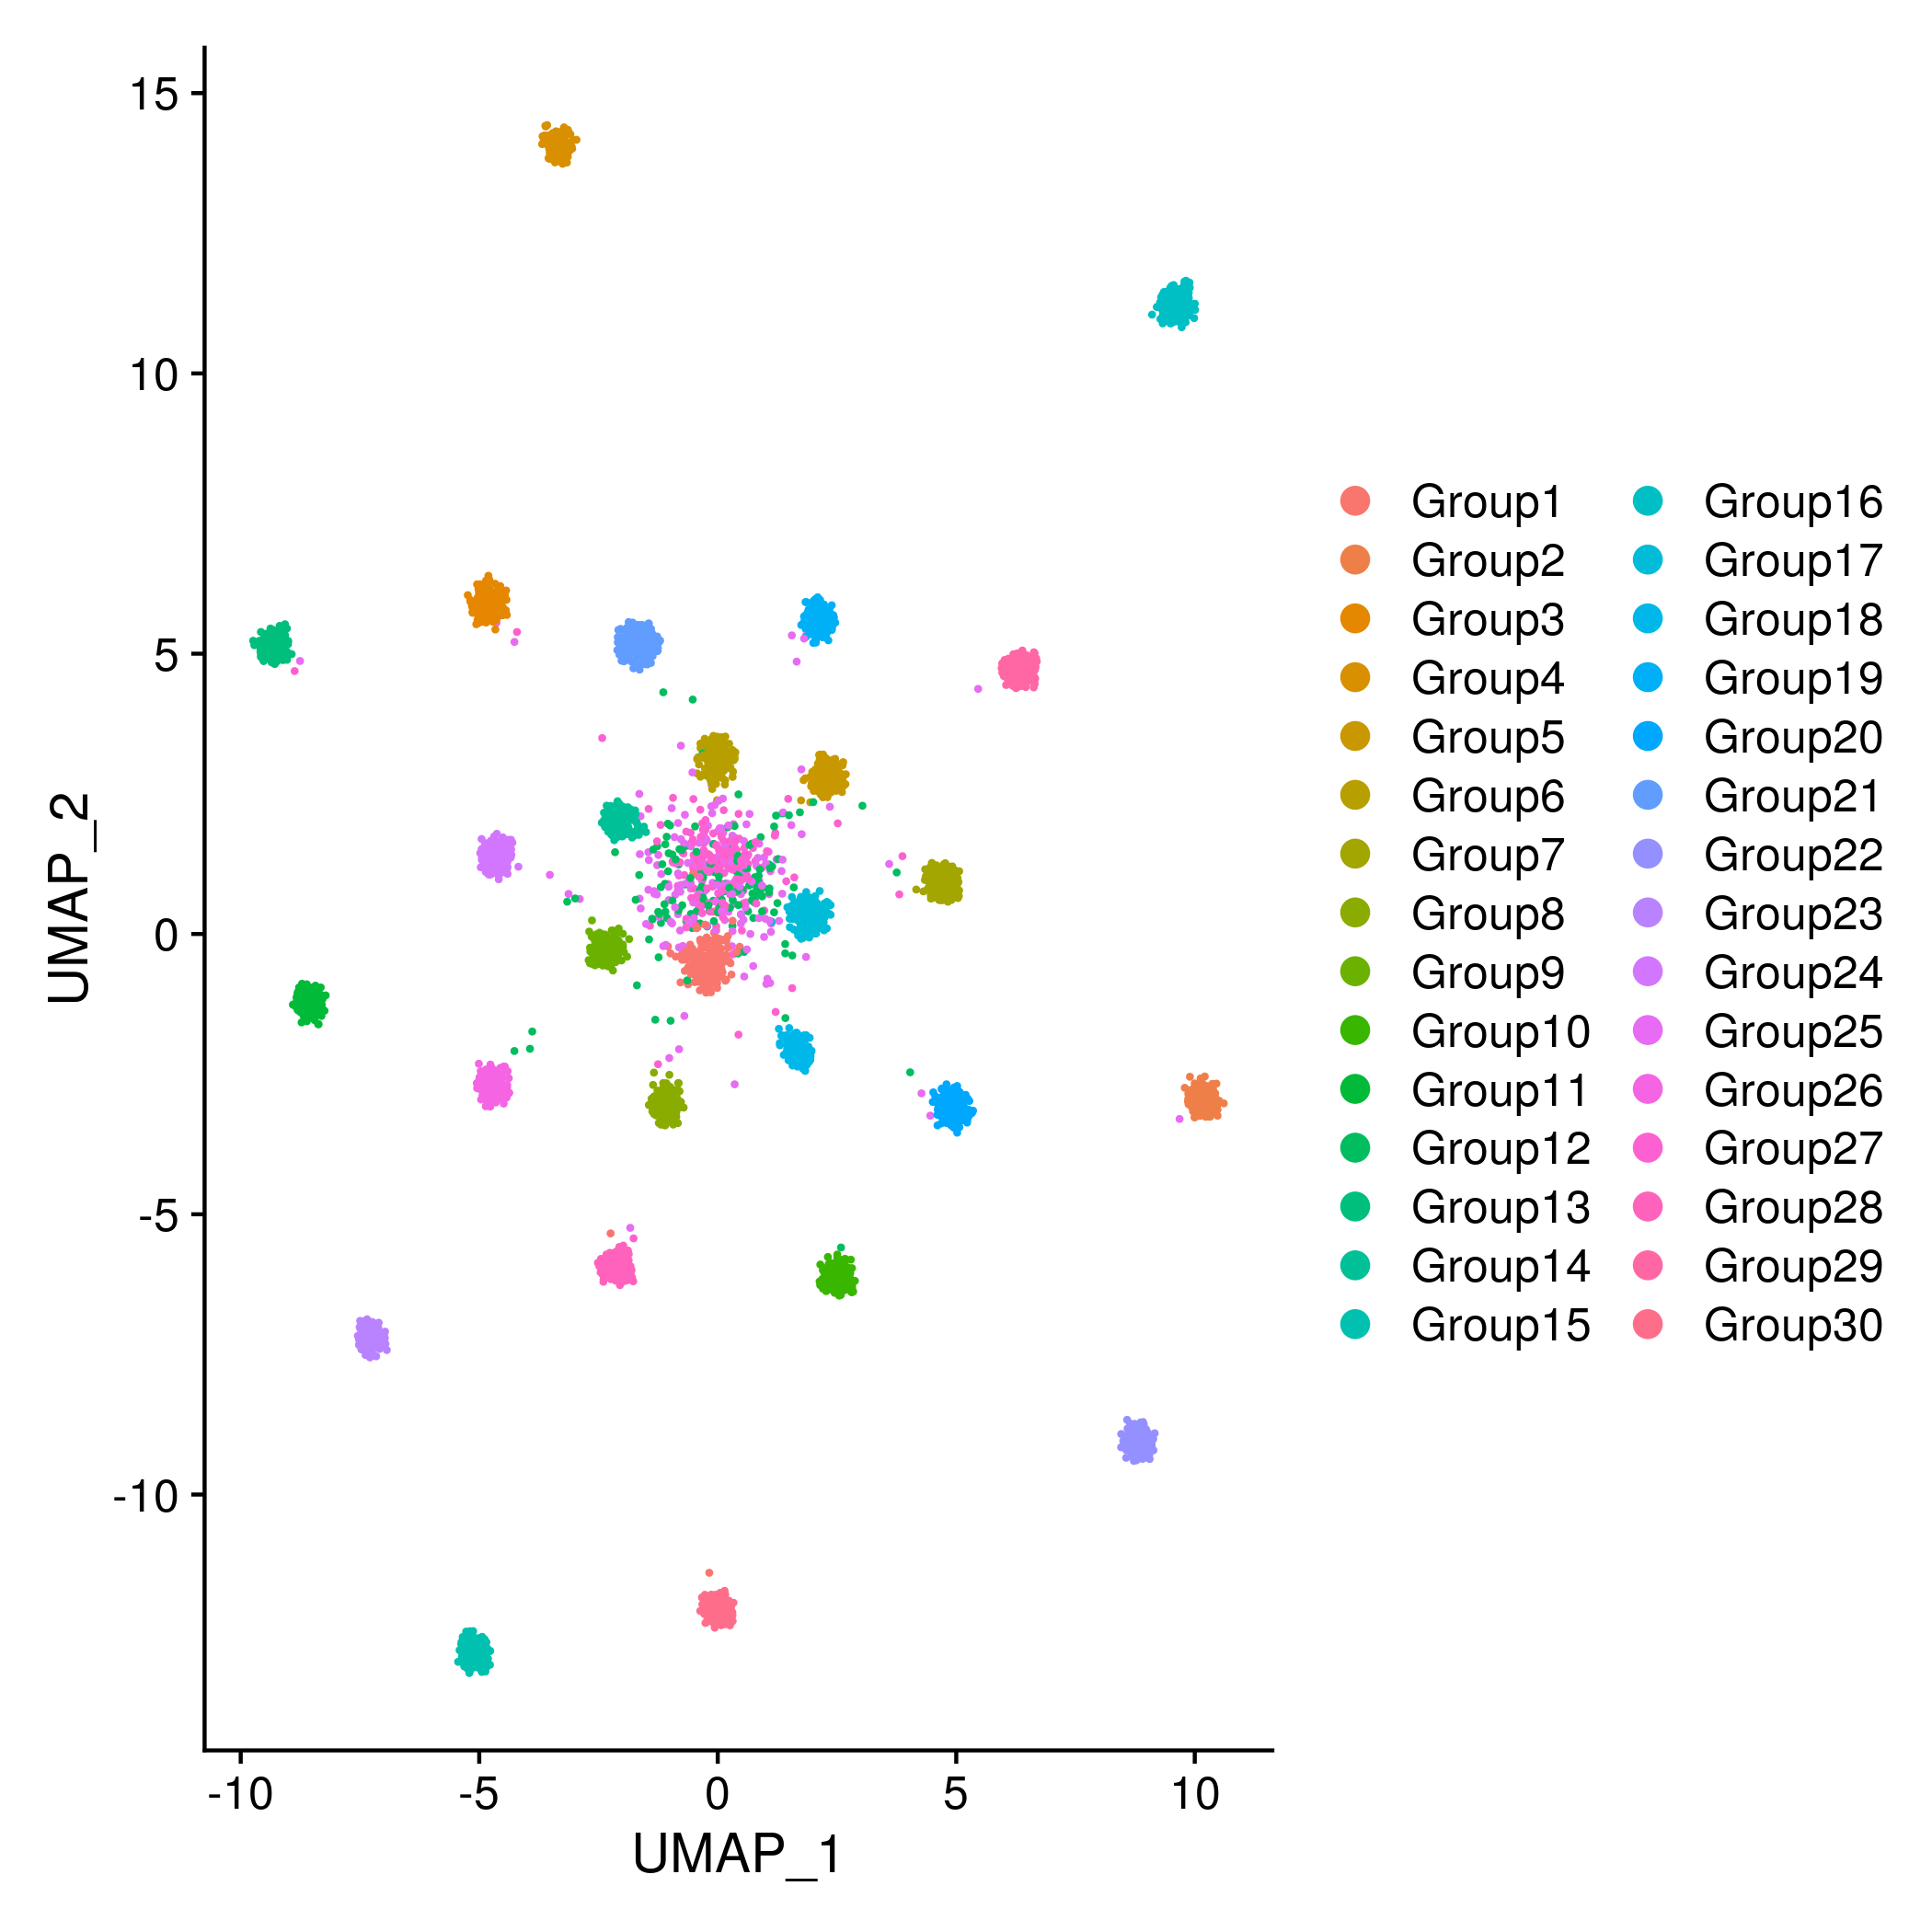 15
10
5
0
-5
-10
UMAP_2
-10 -5 0 5 10
UMAP_1
Group1 Group16
Group2 Group17
Group3 Group18
Group4 Group19
Group5 Group20
Group6 Group21
Group7 Group22
Group8 Group23
Group9 Group24
Group10 Group25
Group11 Group26
Group12 Group27
Group13 Group28
Group14 Group29
Group15 Group30